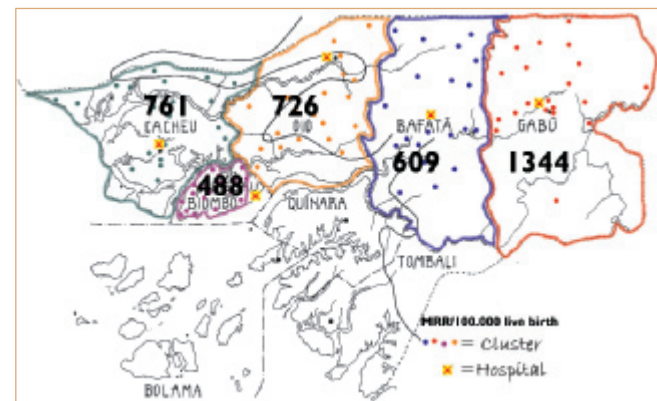 761
CACHEU
726
OIO
488
BIOMBO
BAFATÁ
609
GABÚ
1344
QUINARA
TOMBALI
BOLAMA
MRR/100.000 live birth
= Cluster
= Hospital